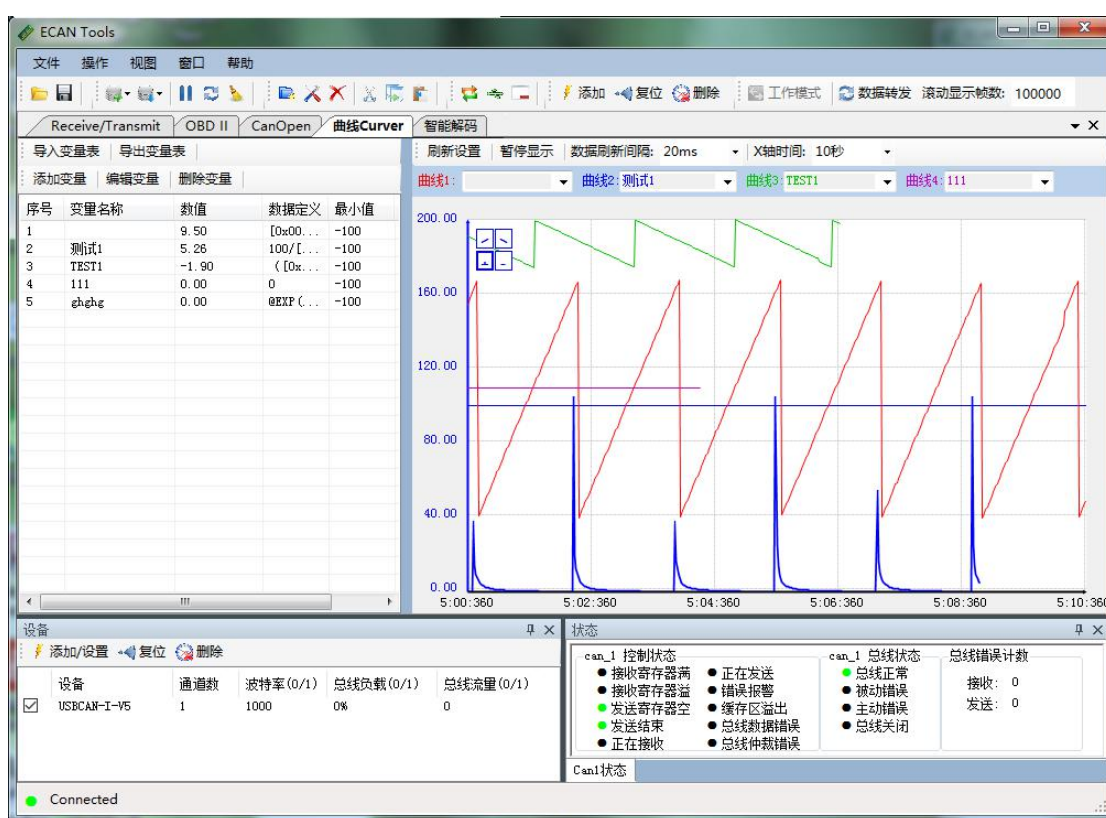 ECAN Tools
文件 操作 视图 窗口 帮助
添加 复位 删除 工作模式 数据转发 滚动显示帧数: 100000
Receive/Transmit OBD II CanOpen 曲线Curver 智能解码
导入变量表 导出变量表 刷新设置 暂停显示 数据刷新间隔: 20ms X轴时间: 10秒
添加变量 编辑变量 删除变量 曲线1: 曲线2: 测试1 曲线3: TEST1 曲线4: 111
序号 变量名称 数值 数据定义 最小值
1 9.50 [0x00... -100
2 测试1 5.26 100/[... -100
3 TEST1 -1.90 ([0x... -100
4 111 0.00 0 -100
5 ghghg 0.00 @EXP(... -100
200.00
160.00
120.00
80.00
40.00
0.00
5:00:360 5:02:360 5:04:360 5:06:360 5:08:360 5:10:360
设备
添加/设置 复位 删除
设备 通道数 波特率(0/1) 总线负载(0/1) 总线流量(0/1)
USBCAN-I-V5 1 1000 0% 0
状态
can_1 控制状态 can_1 总线状态 总线错误计数
接收寄存器满 正在发送 总线正常 接收: 0
接收寄存器溢 错误报警 被动错误
发送寄存器空 缓存区溢出 主动错误 发送: 0
发送结束 总线数据错误 总线关闭
正在接收 总线仲裁错误
Can1状态
Connected